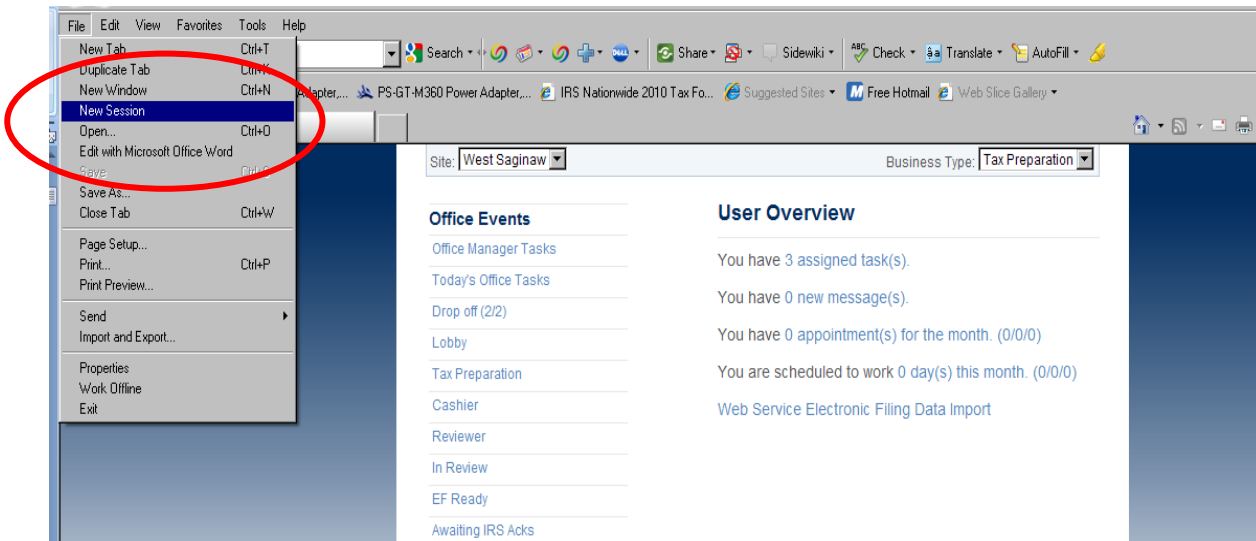 File Edit View Favorites Tools Help
New Tab Ctrl+T
Duplicate Tab Ctrl+K
New Window Ctrl+N
New Session
Open... Ctrl+O
Edit with Microsoft Office Word
Save Ctrl+S
Save As...
Close Tab Ctrl+W
Page Setup...
Print... Ctrl+P
Print Preview...
Send
Import and Export...
Properties
Work Offline
Exit
Search Share Sidewiki ABC Check aa Translate AutoFill
Adapter,... PS-GT-M360 Power Adapter,... IRS Nationwide 2010 Tax Fo... Suggested Sites Free Hotmail Web Slice Gallery
Site: West Saginaw Business Type: Tax Preparation
Office Events
Office Manager Tasks
Today's Office Tasks
Drop off (2/2)
Lobby
Tax Preparation
Cashier
Reviewer
In Review
EF Ready
Awaiting IRS Acks
User Overview
You have 3 assigned task(s).
You have 0 new message(s).
You have 0 appointment(s) for the month. (0/0/0)
You are scheduled to work 0 day(s) this month. (0/0/0)
Web Service Electronic Filing Data Import